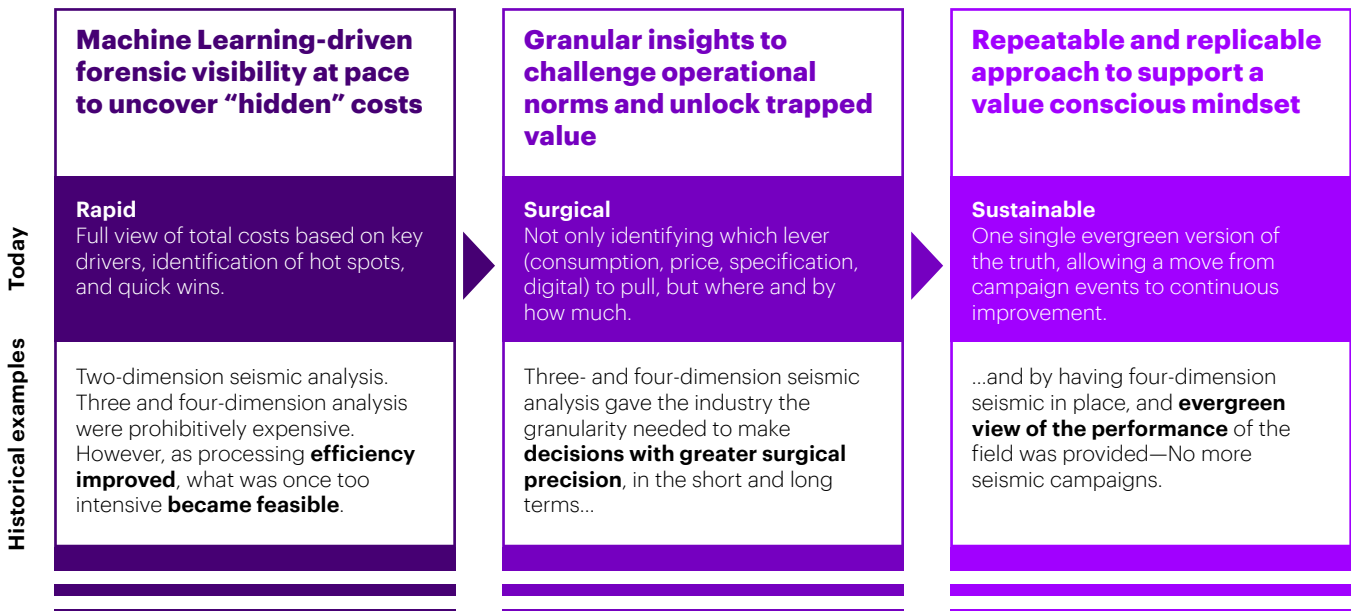 Machine Learning-driven
forensic visibility at pace
to uncover “hidden” costs
Granular insights to
challenge operational
norms and unlock trapped
value
Repeatable and replicable
approach to support a
value conscious mindset
Today
Rapid
Full view of total costs based on key
drivers, identification of hot spots,
and quick wins.
Surgical
Not only identifying which lever
(consumption, price, specification,
digital) to pull, but where and by
how much.
Sustainable
One single evergreen version of
the truth, allowing a move from
campaign events to continuous
improvement.
Historical examples
Two-dimension seismic analysis.
Three and four-dimension analysis
were prohibitively expensive.
However, as processing efficiency
improved, what was once too
intensive became feasible.
Three- and four-dimension seismic
analysis gave the industry the
granularity needed to make
decisions with greater surgical
precision, in the short and long
terms...
...and by having four-dimension
seismic in place, and evergreen
view of the performance of the
field was provided—No more
seismic campaigns.